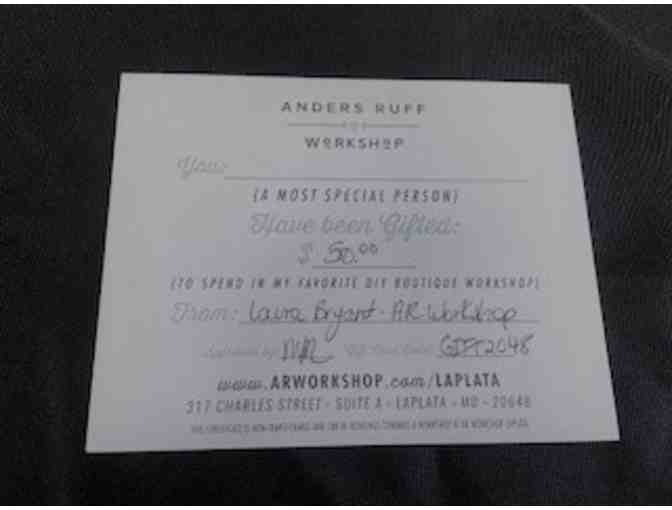 ANDERS RUFF
WORKSHOP
You:
(A MOST SPECIAL PERSON)
Have been Gifted:
$ 50.00
(TO SPEND IN MY FAVORITE DIY BOUTIQUE WORKSHOP)
From: Laura Bryant - AR Workshop
GIFT2048
www.ARWORKSHOP.com/LAPLATA
317 CHARLES STREET - SUITE A - LAPLATA - MD - 20646